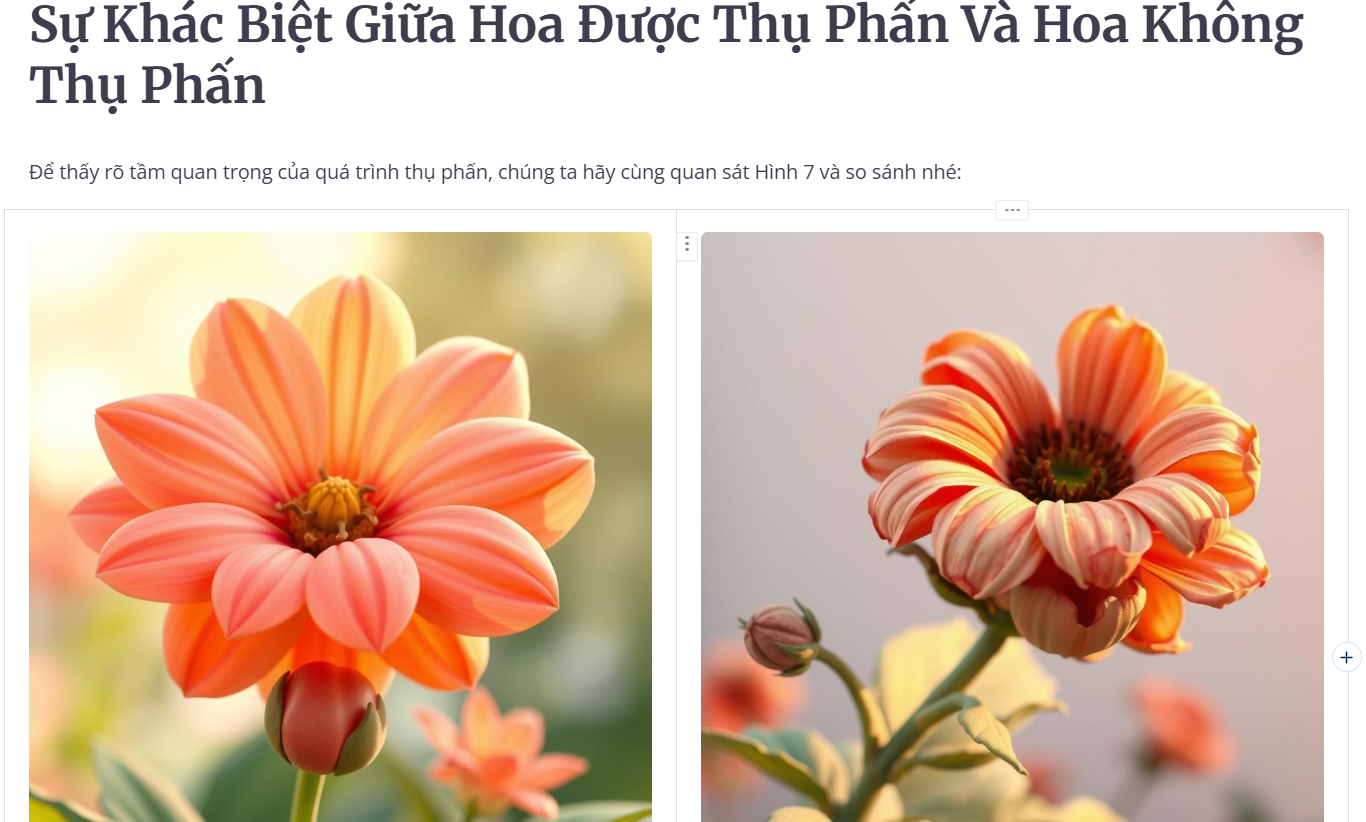 Sự Khác Biệt Giữa Hoa Được Thụ Phấn Và Hoa Không
Thụ Phấn
Để thấy rõ tầm quan trọng của quá trình thụ phấn, chúng ta hãy cùng quan sát Hình 7 và so sánh nhé: